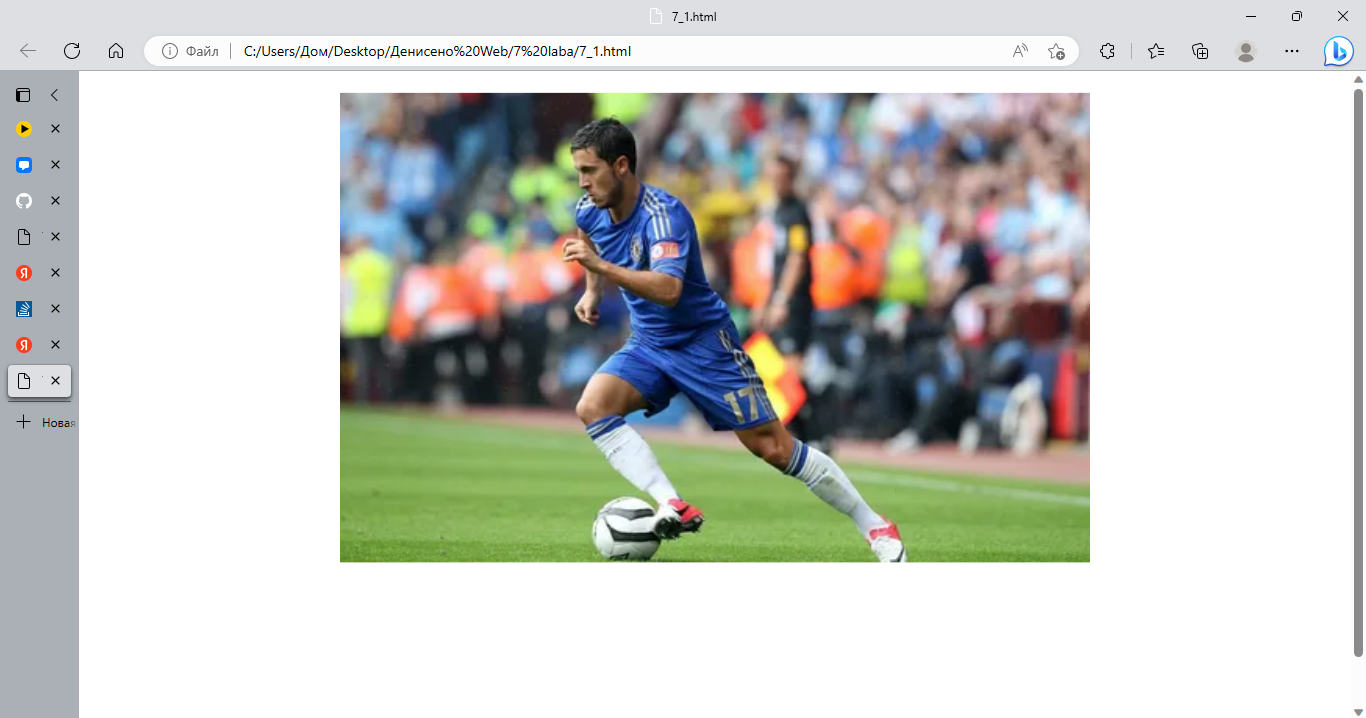 7_1.html
Файл
C:/Users/Дом/Desktop/Денисено%20Web/7%20laba/7_1.html
Новая
17